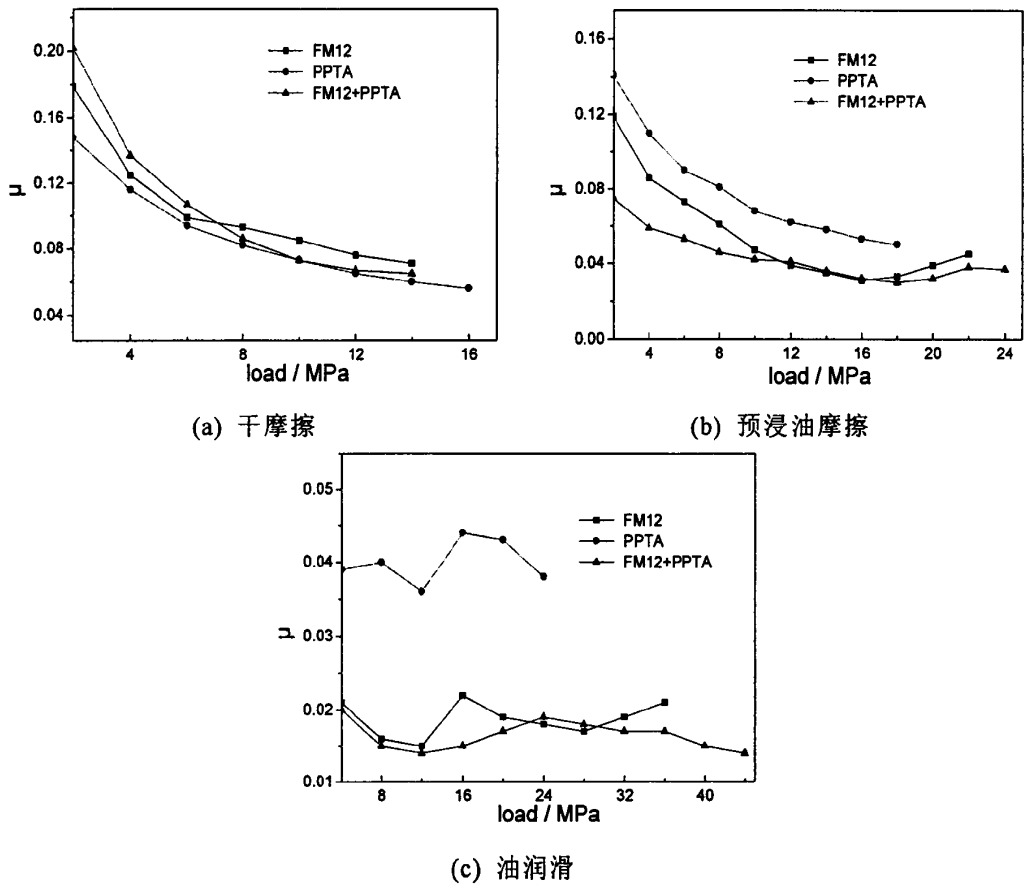 FM12
PPTA
FM12+PPTA
0.20
0.16
0.12
0.08
0.04
μ
4
8
12
16
load / MPa
(a) 干摩擦
FM12
PPTA
FM12+PPTA
0.16
0.12
0.08
0.04
0.00
μ
4
8
12
16
20
24
load / MPa
(b) 预浸油摩擦
FM12
PPTA
FM12+PPTA
0.05
0.04
0.03
0.02
0.01
μ
8
16
24
32
40
load / MPa
(c) 油润滑